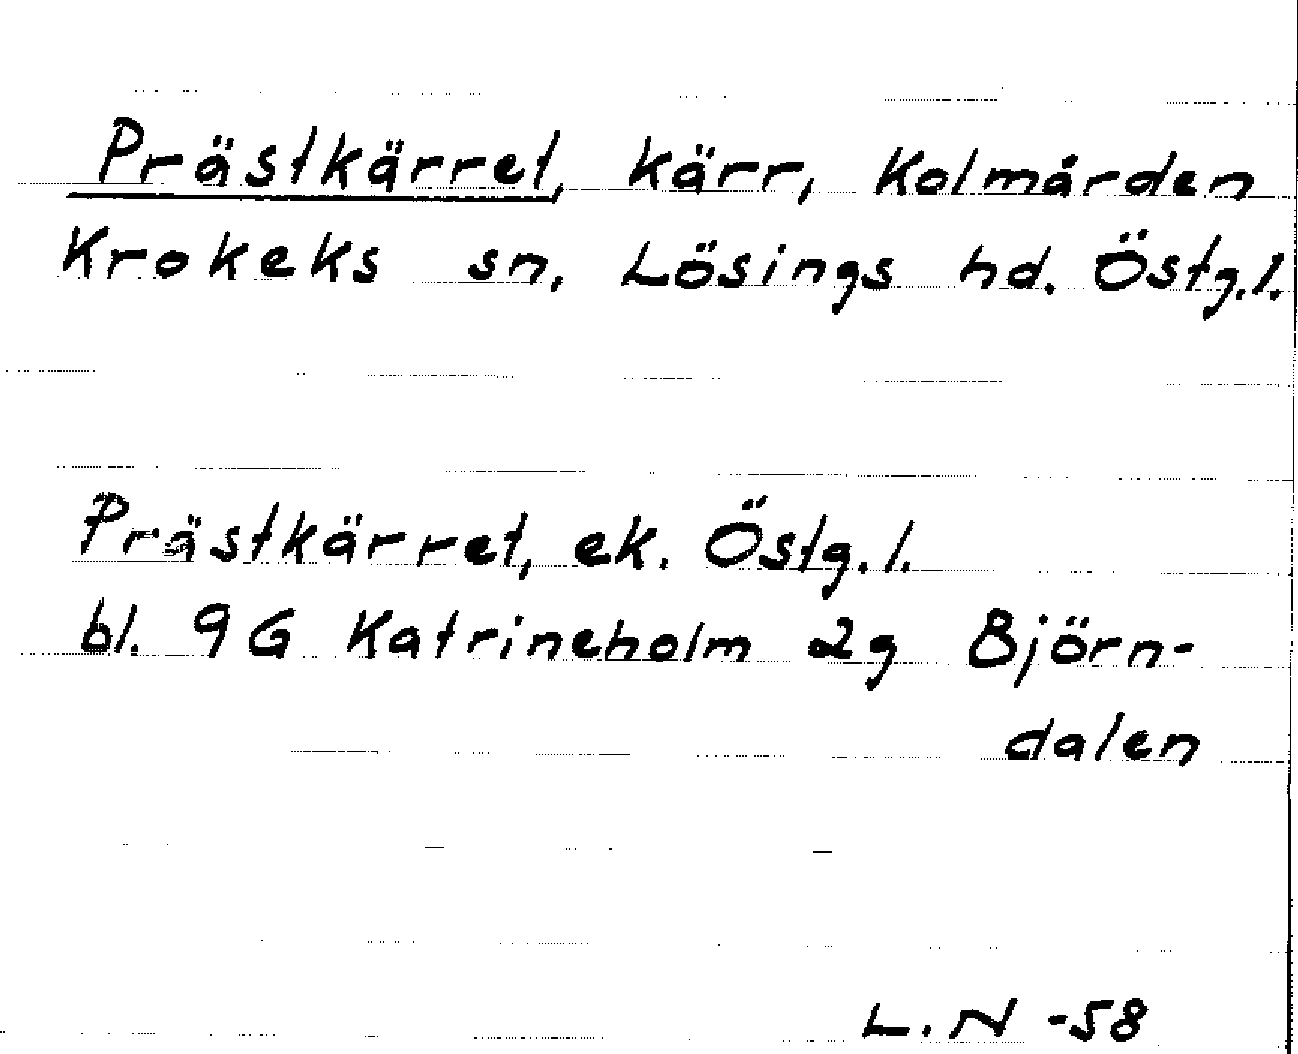 Prästkärret, kärr, Kolmården
Krokeks sn, Lösings hd. Östg.l.
Prästkärret, ek. Östg.l.
bl. 9G Katrineholm 2g Björn-
dalen
L.N -58